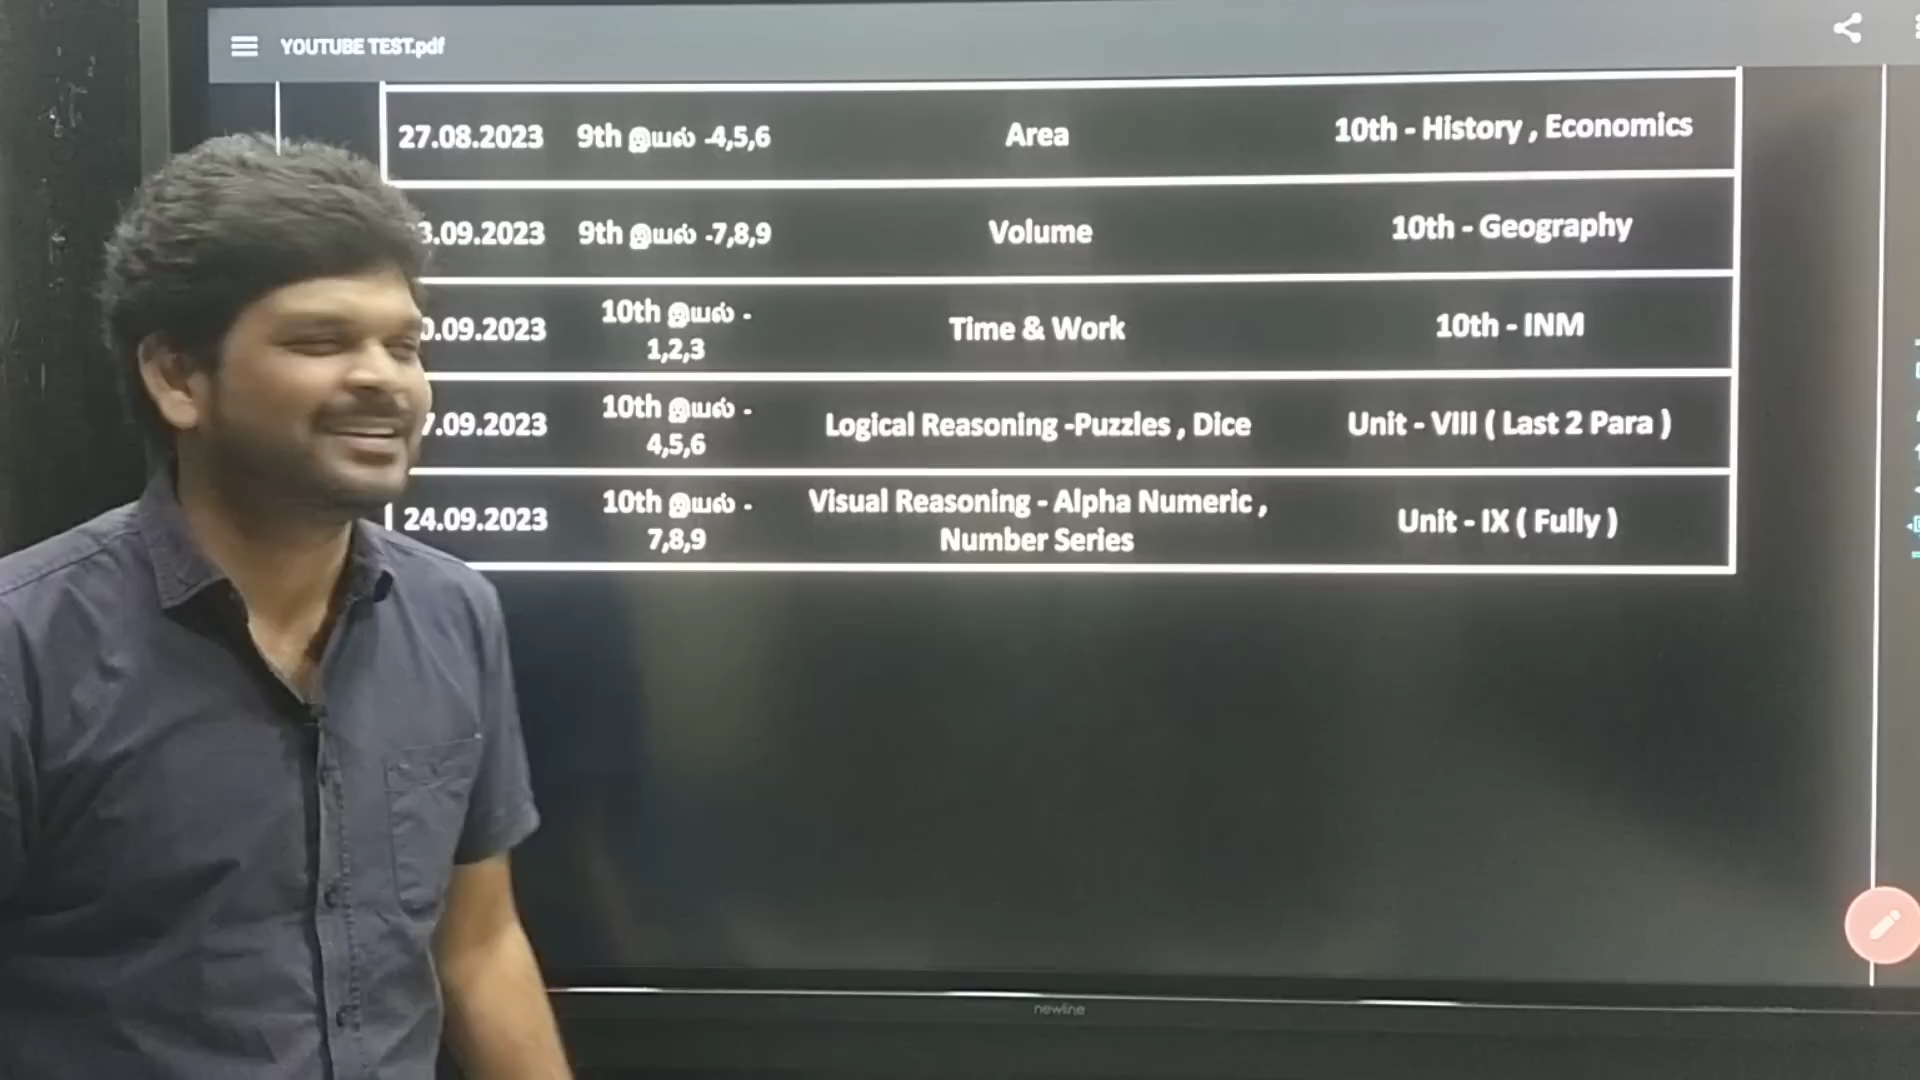 YOUTUBE TEST.pdf
27.08.2023 9th இயல் -4,5,6 Area 10th - History , Economics
3.09.2023 9th இயல் -7,8,9 Volume 10th - Geography
0.09.2023 10th இயல் - 1,2,3 Time & Work 10th - INM
7.09.2023 10th இயல் - 4,5,6 Logical Reasoning -Puzzles , Dice Unit - VIII ( Last 2 Para )
24.09.2023 10th இயல் - 7,8,9 Visual Reasoning - Alpha Numeric , Number Series Unit - IX ( Fully )
newline